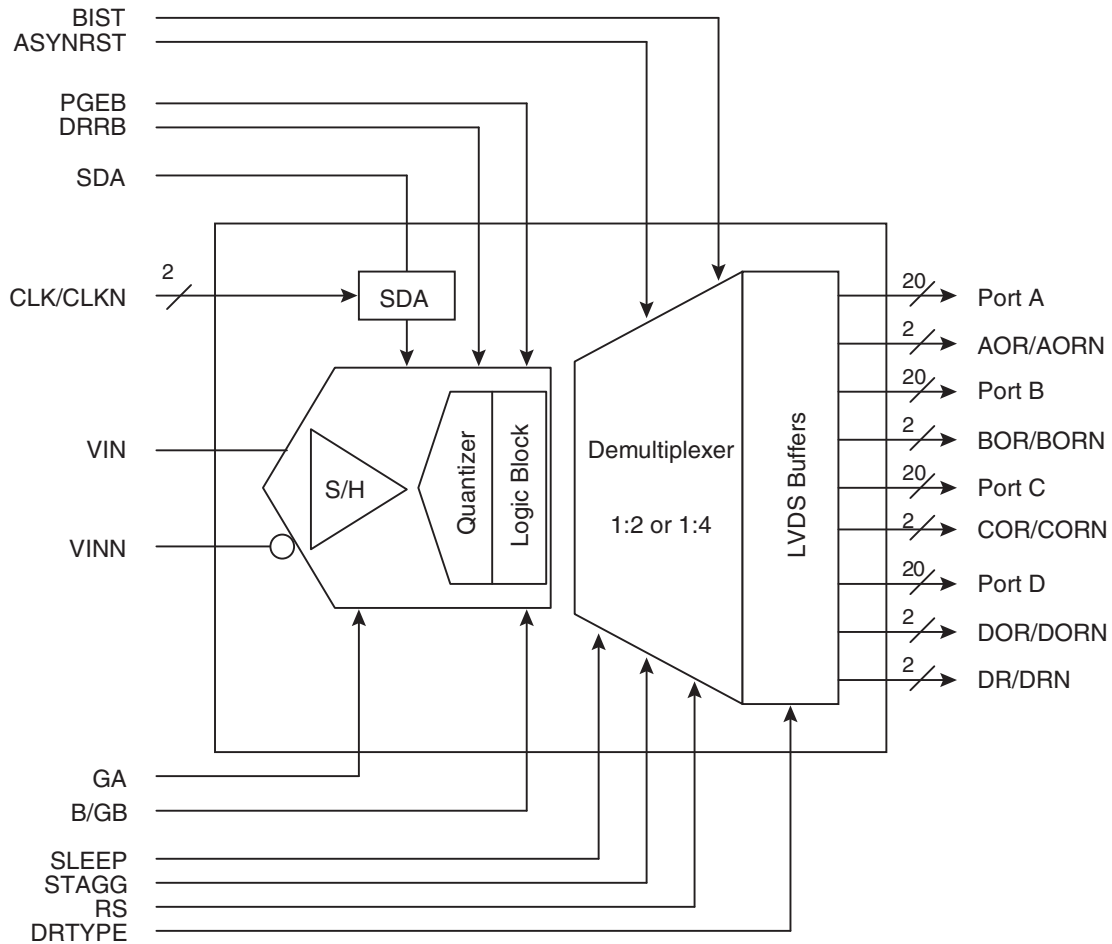 BIST
ASYNRST
PGEB
DRRB
SDA
CLK/CLKN
2
SDA
VIN
VINN
S/H
Quantizer
Logic Block
Demultiplexer
1:2 or 1:4
LVDS Buffers
20
Port A
2
AOR/AORN
20
Port B
2
BOR/BORN
20
Port C
2
COR/CORN
20
Port D
2
DOR/DORN
2
DR/DRN
GA
B/GB
SLEEP
STAGG
RS
DRTYPE